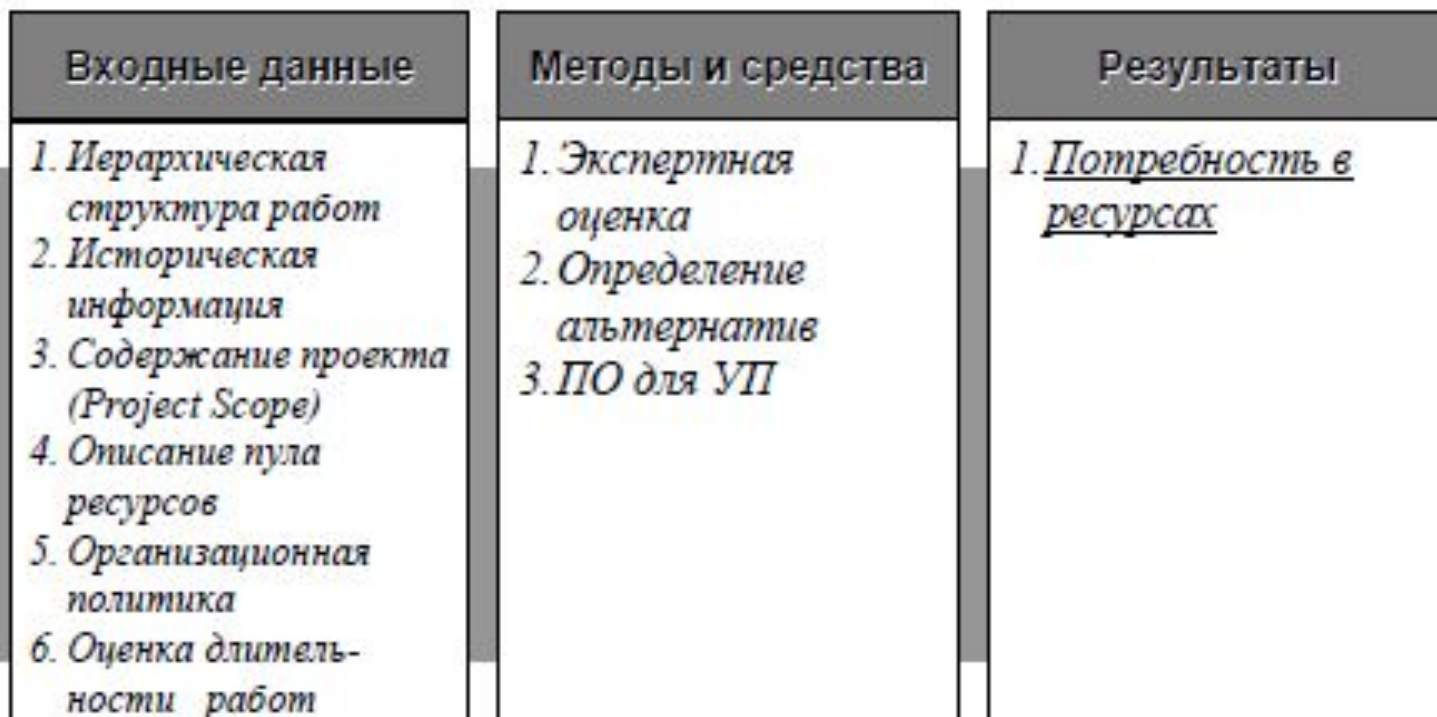 Входные данные
1. Иерархическая
структура работ
2. Историческая
информация
3. Содержание проекта
(Project Scope)
4. Описание пула
ресурсов
5. Организационная
политика
6. Оценка длитель-
ности работ
Методы и средства
1. Экспертная
оценка
2. Определение
альтернатив
3. ПО для УП
Результаты
1. Потребность в
ресурсах